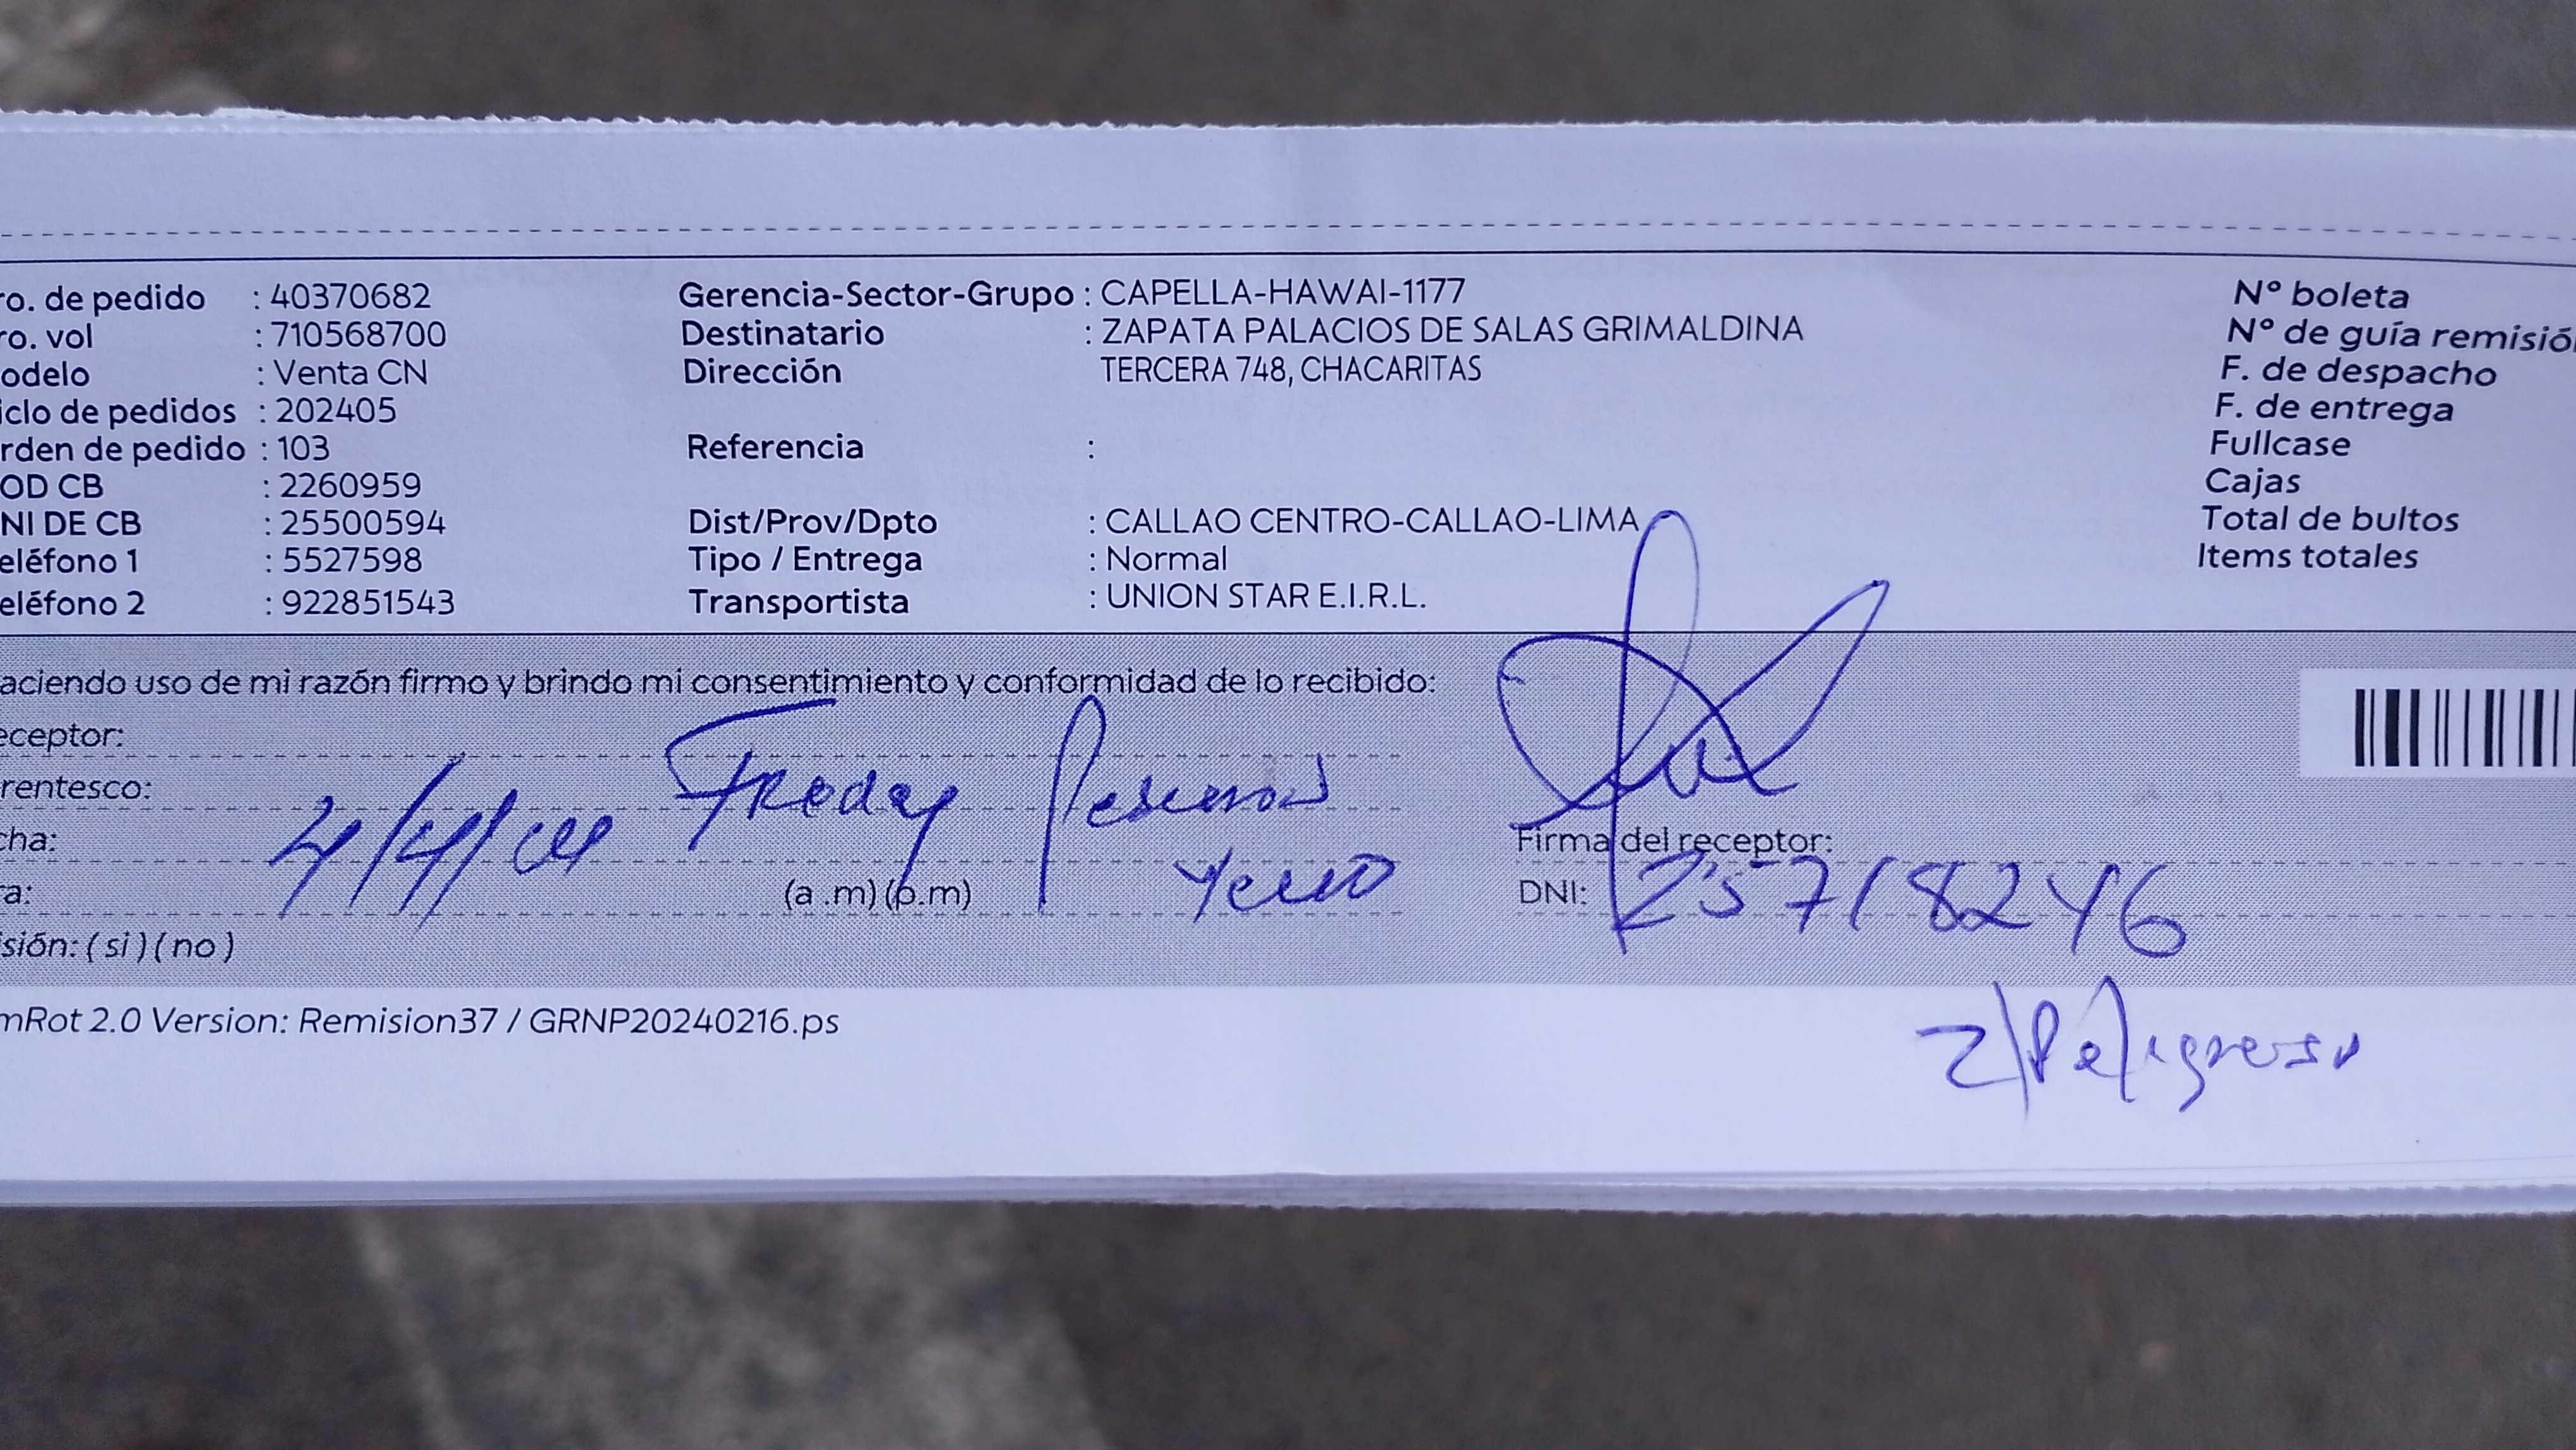 ro. de pedido : 40370682 Gerencia-Sector-Grupo : CAPELLA-HAWAI-1177 N° boleta
ro. vol : 710568700 Destinatario : ZAPATA PALACIOS DE SALAS GRIMALDINA N° de guía remisió
odelo : Venta CN Dirección TERCERA 748, CHACARITAS F. de despacho
iclo de pedidos : 202405 F. de entrega
rden de pedido : 103 Referencia : Fullcase
OD CB : 2260959 Cajas
NI DE CB : 25500594 Dist/Prov/Dpto : CALLAO CENTRO-CALLAO-LIMA Total de bultos
eléfono 1 : 5527598 Tipo / Entrega : Normal Items totales
eléfono 2 : 922851543 Transportista : UNION STAR E.I.R.L.
aciendo uso de mi razón firmo y brindo mi consentimiento y conformidad de lo recibido:
eceptor:
rentesco: Freddy
cha: 4/4/ Firma del receptor:
a: (a .m) (p.m) Yerno DNI: 25718246
sión: ( si ) ( no )
mRot 2.0 Version: Remision37 / GRNP20240216.ps
Z/Peligrosa